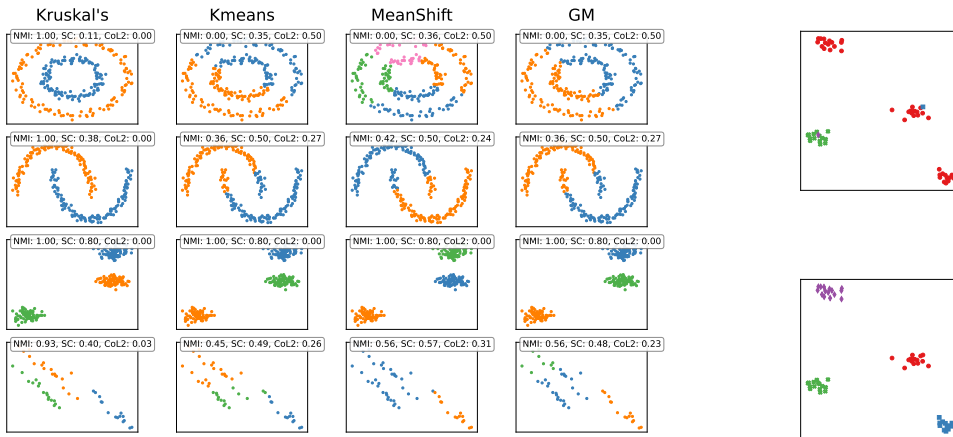 Kruskal's Kmeans MeanShift GM
NMI: 1.00, SC: 0.11, CoL2: 0.00 NMI: 0.00, SC: 0.35, CoL2: 0.50 NMI: 0.00, SC: 0.36, CoL2: 0.50 NMI: 0.00, SC: 0.35, CoL2: 0.50
NMI: 1.00, SC: 0.38, CoL2: 0.00 NMI: 0.36, SC: 0.50, CoL2: 0.27 NMI: 0.42, SC: 0.50, CoL2: 0.24 NMI: 0.36, SC: 0.50, CoL2: 0.27
NMI: 1.00, SC: 0.80, CoL2: 0.00 NMI: 1.00, SC: 0.80, CoL2: 0.00 NMI: 1.00, SC: 0.80, CoL2: 0.00 NMI: 1.00, SC: 0.80, CoL2: 0.00
NMI: 0.93, SC: 0.40, CoL2: 0.03 NMI: 0.45, SC: 0.49, CoL2: 0.26 NMI: 0.56, SC: 0.57, CoL2: 0.31 NMI: 0.56, SC: 0.48, CoL2: 0.23